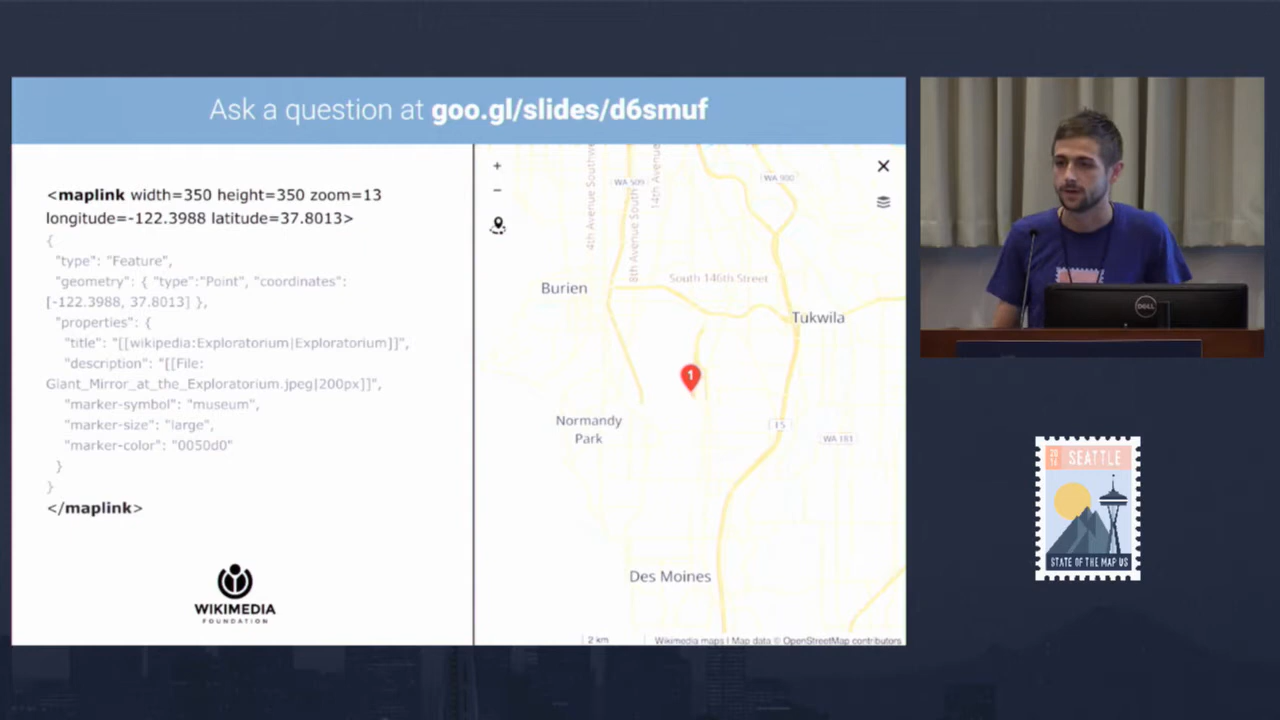 Ask a question at goo.gl/slides/d6smuf
<maplink width=350 height=350 zoom=13
longitude=-122.3988 latitude=37.8013>
{
"type": "Feature",
"geometry": { "type":"Point", "coordinates":
[-122.3988, 37.8013] },
"properties": {
"title": "[[wikipedia:Exploratorium|Exploratorium]]",
"description": "[[File:
Giant_Mirror_at_the_Exploratorium.jpeg|200px]]",
"marker-symbol": "museum",
"marker-size": "large",
"marker-color": "0050d0"
}
}
</maplink>
WIKIMEDIA
FOUNDATION
4th Avenue Southw
WA 509
8th Avenue South
14th Avenue
WA 900
South 146th Street
Burien
Tukwila
1
Normandy
Park
I 5
WA 181
Des Moines
2 km
Wikimedia maps | Map data © OpenStreetMap contributors
DELL
2016
SEATTLE
STATE OF THE MAP US